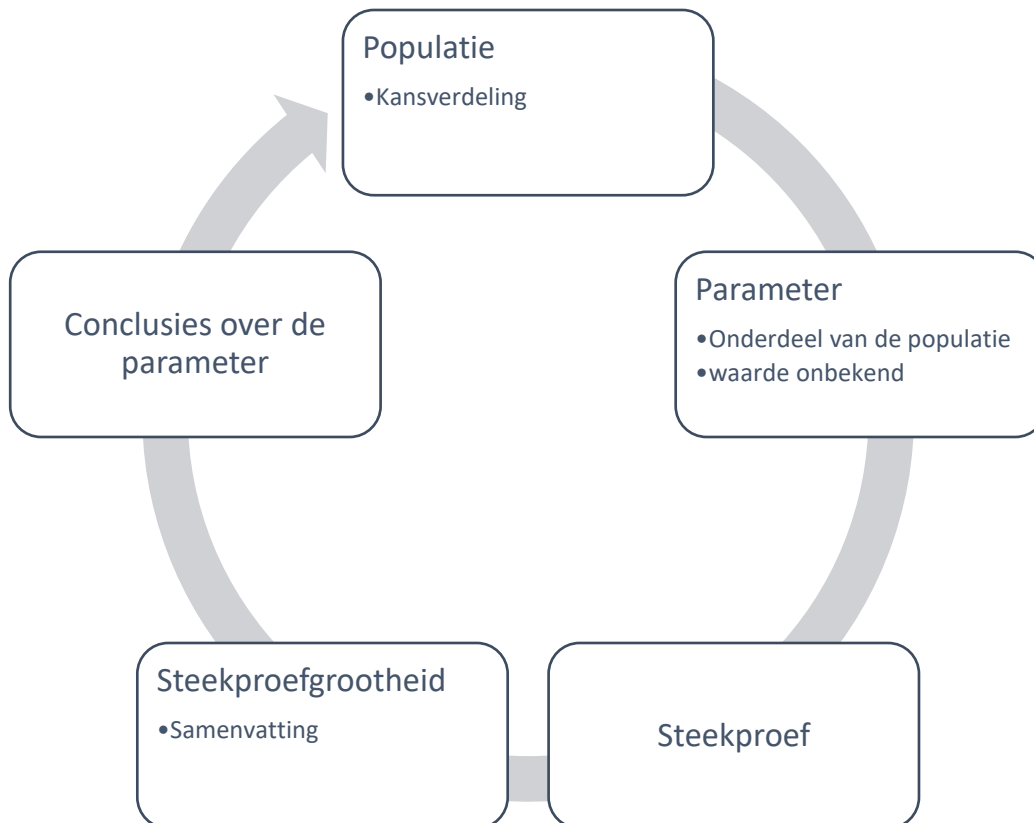 Populatie
•Kansverdeling
Parameter
•Onderdeel van de populatie
•waarde onbekend
Steekproef
Steekproefgrootheid
•Samenvatting
Conclusies over de
parameter